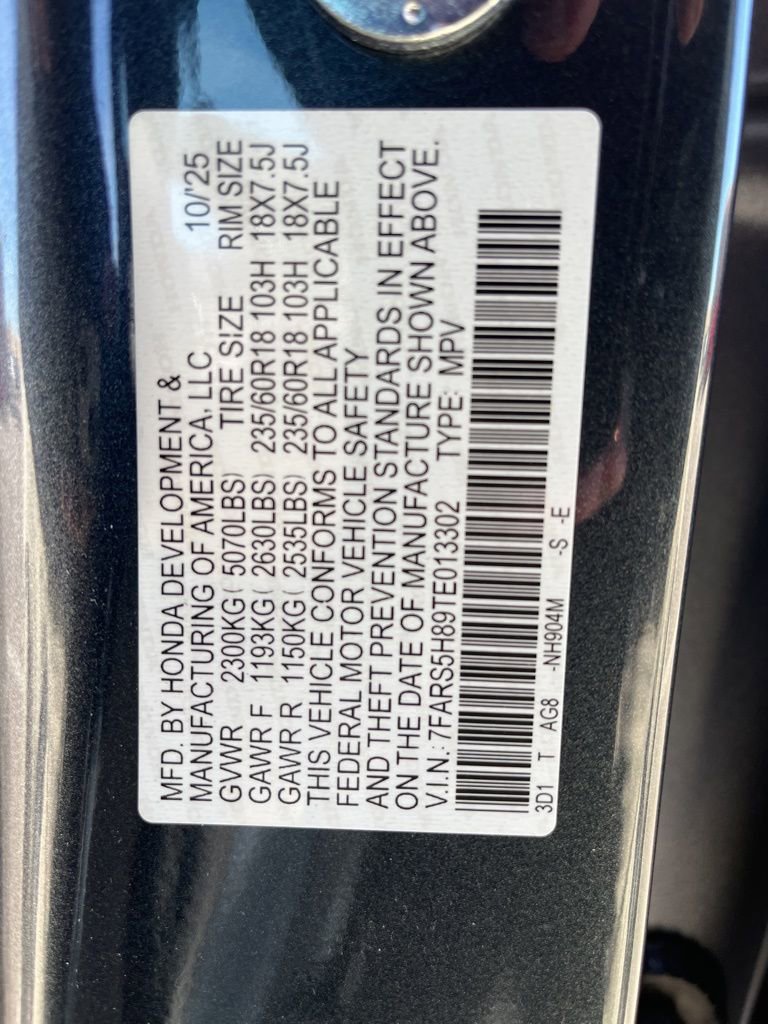 MFD. BY HONDA DEVELOPMENT &
MANUFACTURING OF AMERICA, LLC 10/'25
GVWR 2300KG( 5070LBS) TIRE SIZE RIM SIZE
GAWR F 1193KG( 2630LBS) 235/60R18 103H 18X7.5J
GAWR R 1150KG( 2535LBS) 235/60R18 103H 18X7.5J
THIS VEHICLE CONFORMS TO ALL APPLICABLE
FEDERAL MOTOR VEHICLE SAFETY
AND THEFT PREVENTION STANDARDS IN EFFECT
ON THE DATE OF MANUFACTURE SHOWN ABOVE.
V.I.N.: 7FARS5H89TE013302 TYPE: MPV
3D1 T AG8 -NH904M -S -E